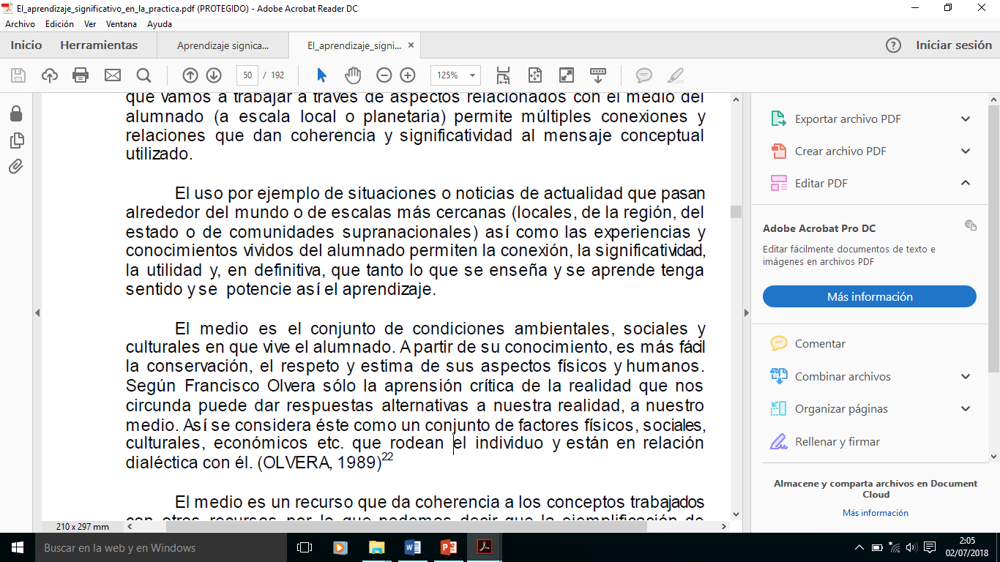 El_aprendizaje_significativo_en_la_practica.pdf (PROTEGIDO) - Adobe Acrobat Reader DC
Archivo Edición Ver Ventana Ayuda
Inicio Herramientas Aprendizaje signica... El_aprendizaje_signi... × ? Iniciar sesión
50 / 192 125%
que vamos a trabajar a través de aspectos relacionados con el medio del
alumnado (a escala local o planetaria) permite múltiples conexiones y
relaciones que dan coherencia y significatividad al mensaje conceptual
utilizado.
El uso por ejemplo de situaciones o noticias de actualidad que pasan
alrededor del mundo o de escalas más cercanas (locales, de la región, del
estado o de comunidades supranacionales) así como las experiencias y
conocimientos vividos del alumnado permiten la conexión, la significatividad,
la utilidad y, en definitiva, que tanto lo que se enseña y se aprende tenga
sentido y se potencie así el aprendizaje.
El medio es el conjunto de condiciones ambientales, sociales y
culturales en que vive el alumnado. A partir de su conocimiento, es más fácil
la conservación, el respeto y estima de sus aspectos físicos y humanos.
Según Francisco Olvera sólo la aprensión crítica de la realidad que nos
circunda puede dar respuestas alternativas a nuestra realidad, a nuestro
medio. Así se considera éste como un conjunto de factores físicos, sociales,
culturales, económicos etc. que rodean el individuo y están en relación
dialéctica con él. (OLVERA, 1989)22
El medio es un recurso que da coherencia a los conceptos trabajados
con otros recursos por lo que podemos decir que la ejemplificación de
210 x 297 mm
Exportar archivo PDF
Crear archivo PDF
Editar PDF
Adobe Acrobat Pro DC
Editar fácilmente documentos de texto e
imágenes en archivos PDF
Más información
Comentar
Combinar archivos
Organizar páginas
Rellenar y firmar
Almacene y comparta archivos en Document
Cloud
Más información
Buscar en la web y en Windows
2:05
02/07/2018